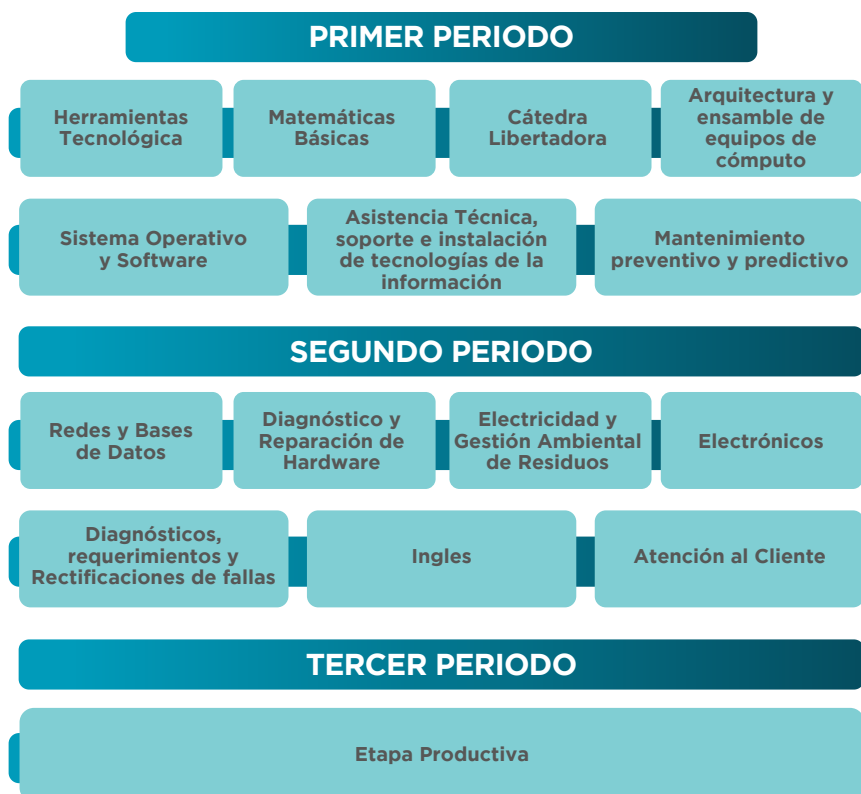 PRIMER PERIODO
Herramientas
Tecnológica
Matemáticas
Básicas
Cátedra
Libertadora
Arquitectura y
ensamble de
equipos de
cómputo
Sistema Operativo
y Software
Asistencia Técnica,
soporte e instalación
de tecnologías de la
información
Mantenimiento
preventivo y predictivo
SEGUNDO PERIODO
Redes y Bases
de Datos
Diagnóstico y
Reparación de
Hardware
Electricidad y
Gestión Ambiental
de Residuos
Electrónicos
Diagnósticos,
requerimientos y
Rectificaciones de fallas
Ingles
Atención al Cliente
TERCER PERIODO
Etapa Productiva